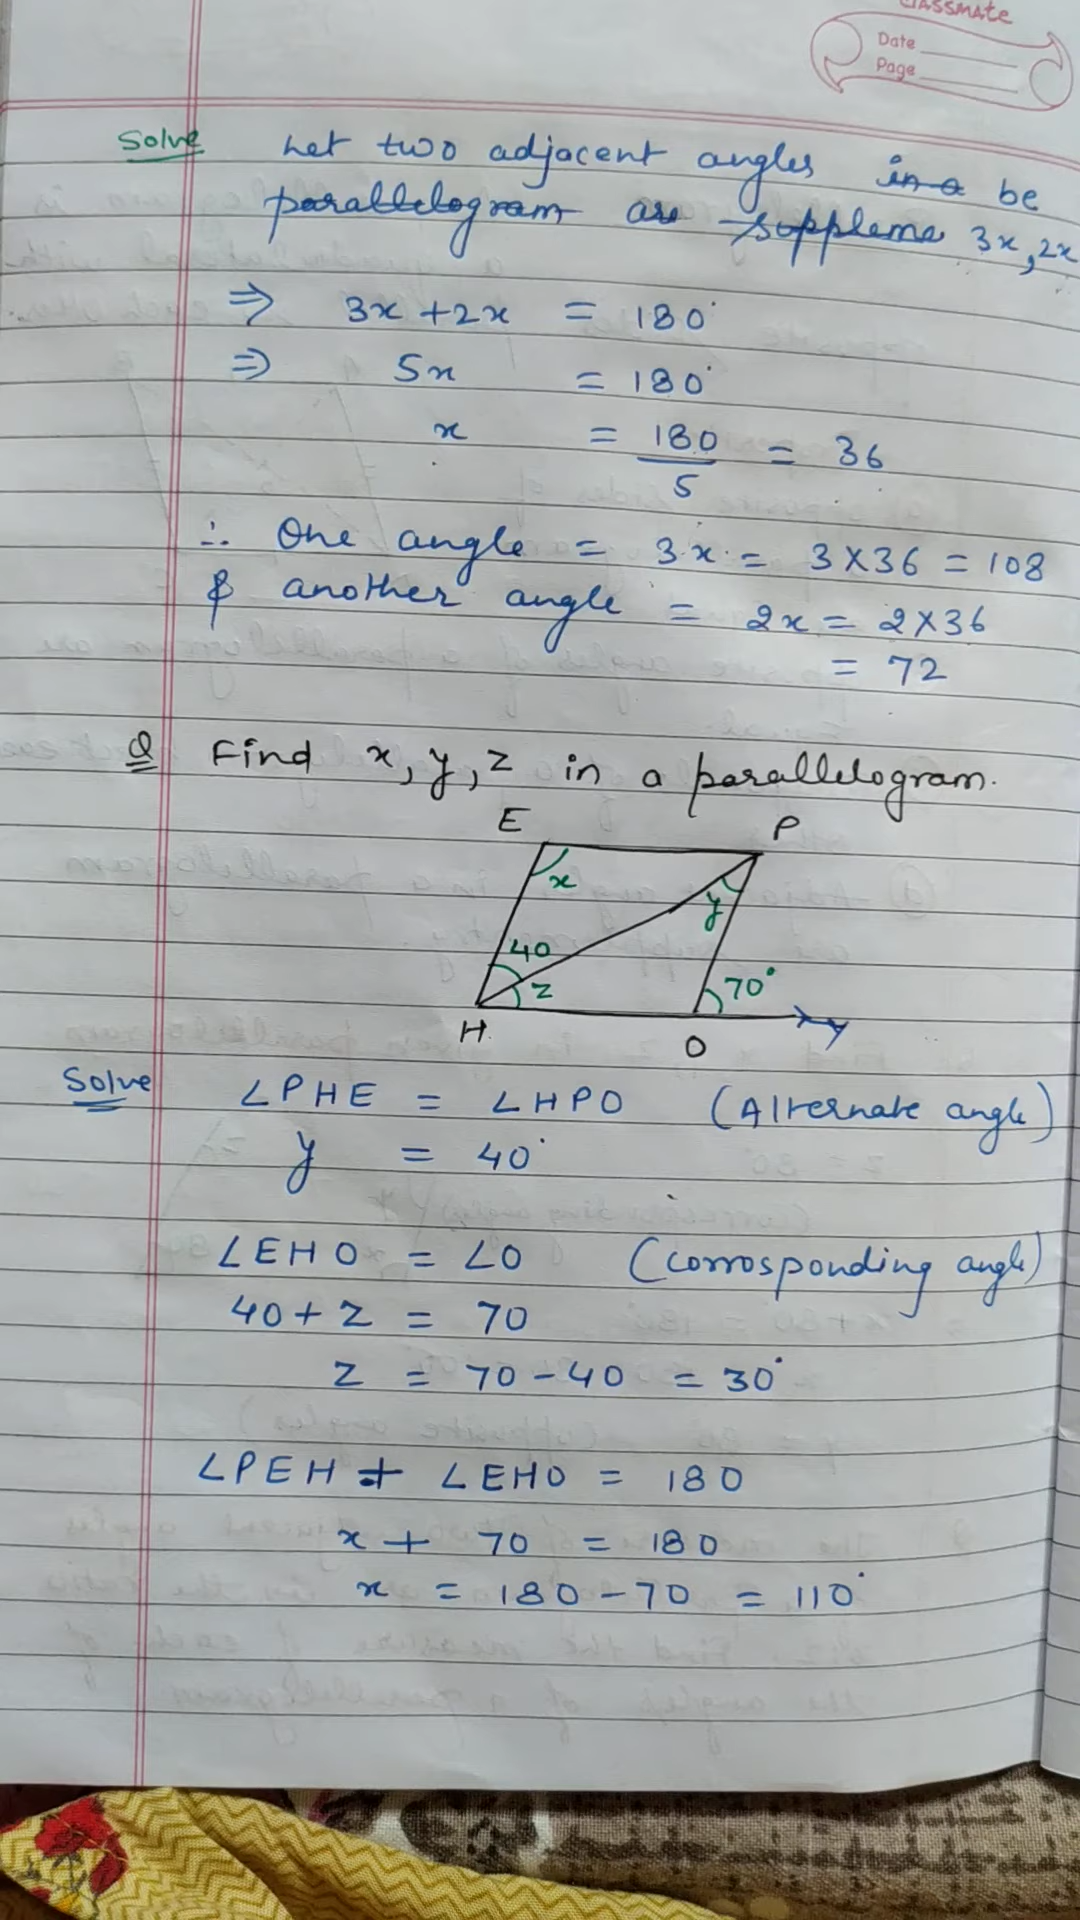 classmate
Date
Page
Solve Let two adjacent angles in a be
parallelogram are suppleme 3x, 2x
⇒ 3x + 2x = 180°
⇒ 5x = 180°
x = 180/5 = 36
∴ One angle = 3x = 3 × 36 = 108
& another angle = 2x = 2 × 36
= 72
Q Find x, y, z in a parallelogram.
E P
x
y
40
z 70°
H O
Solve ∠PHE = ∠HPO (Alternate angle)
y = 40°
∠EHO = ∠O (corrosponding angle)
40 + z = 70
z = 70 - 40 = 30°
∠PEH + ∠EHO = 180
x + 70 = 180
x = 180 - 70 = 110°